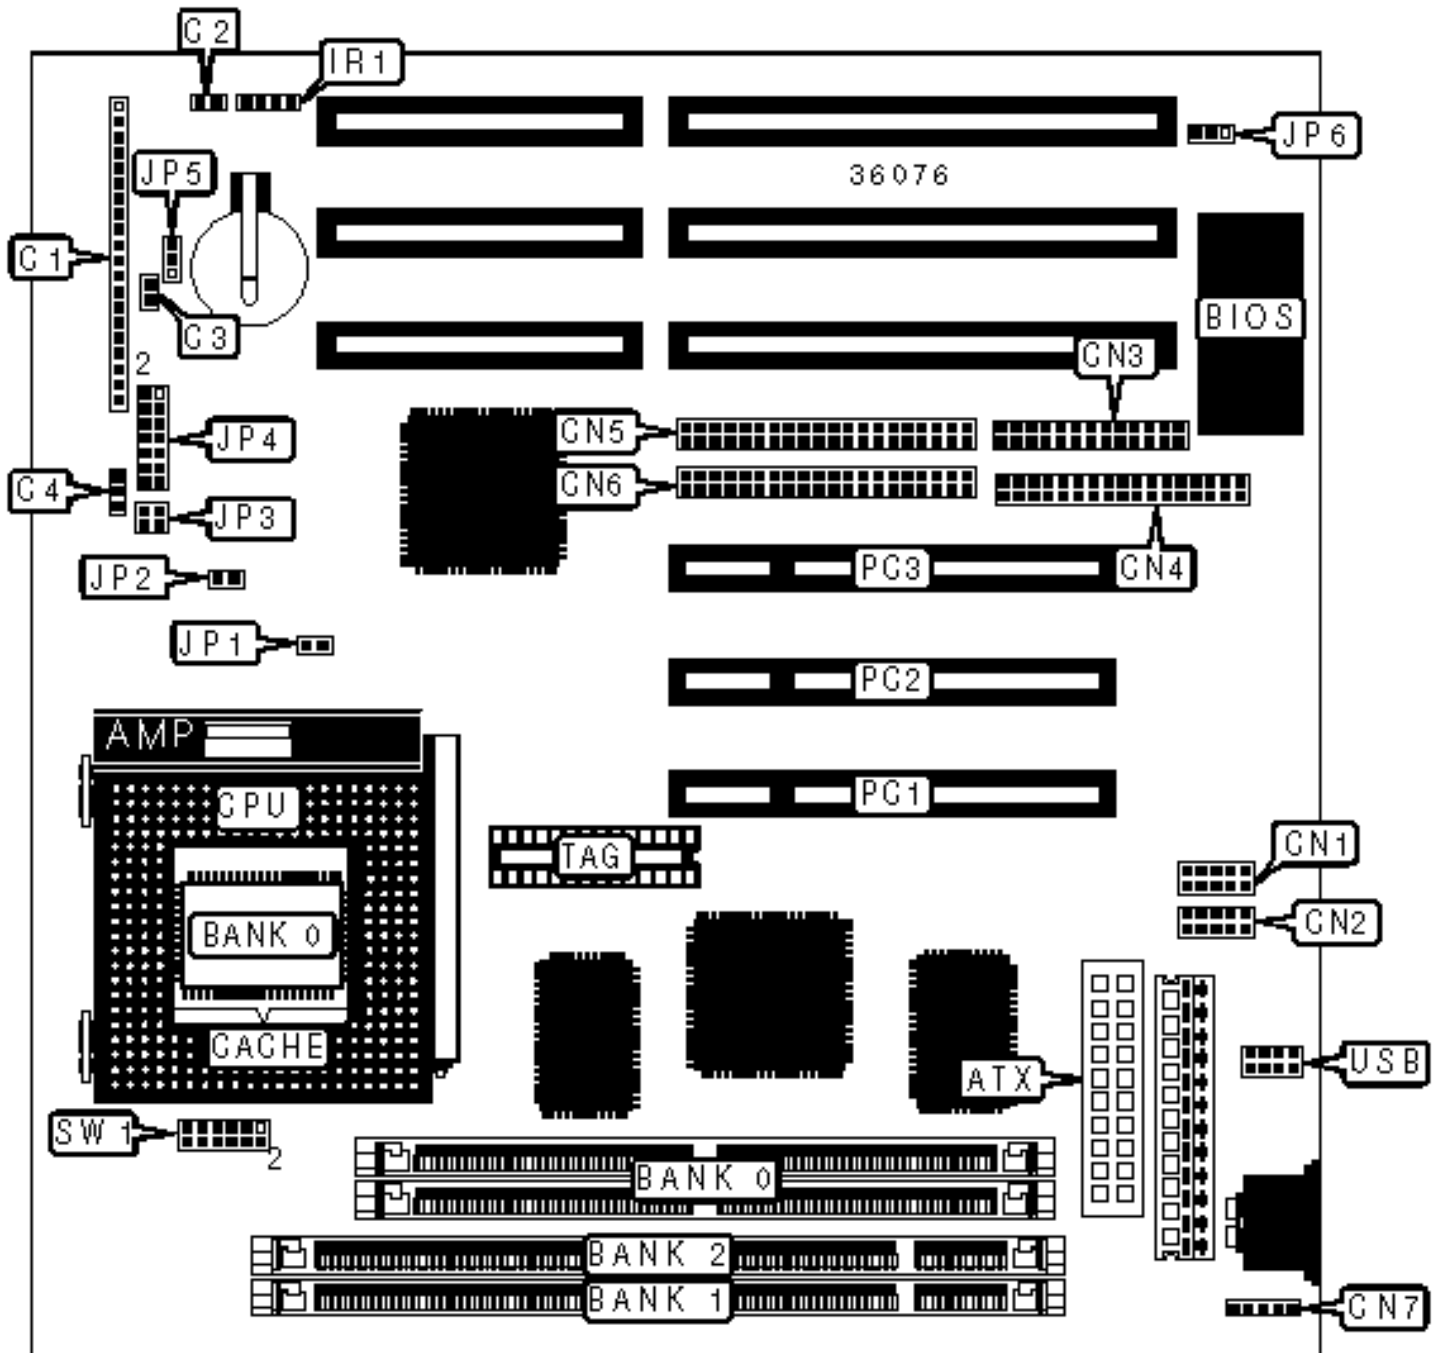 C2
IR1
JP6
JP5
36076
C1
BIOS
C3
CN3
2
CN5
JP4
CN6
C4
JP3
PC3
CN4
JP2
JP1
PC2
AMP
PC1
CPU
CN1
TAG
CN2
BANK 0
CACHE
USB
ATX
SW1
2
BANK 0
BANK 2
BANK 1
CN7